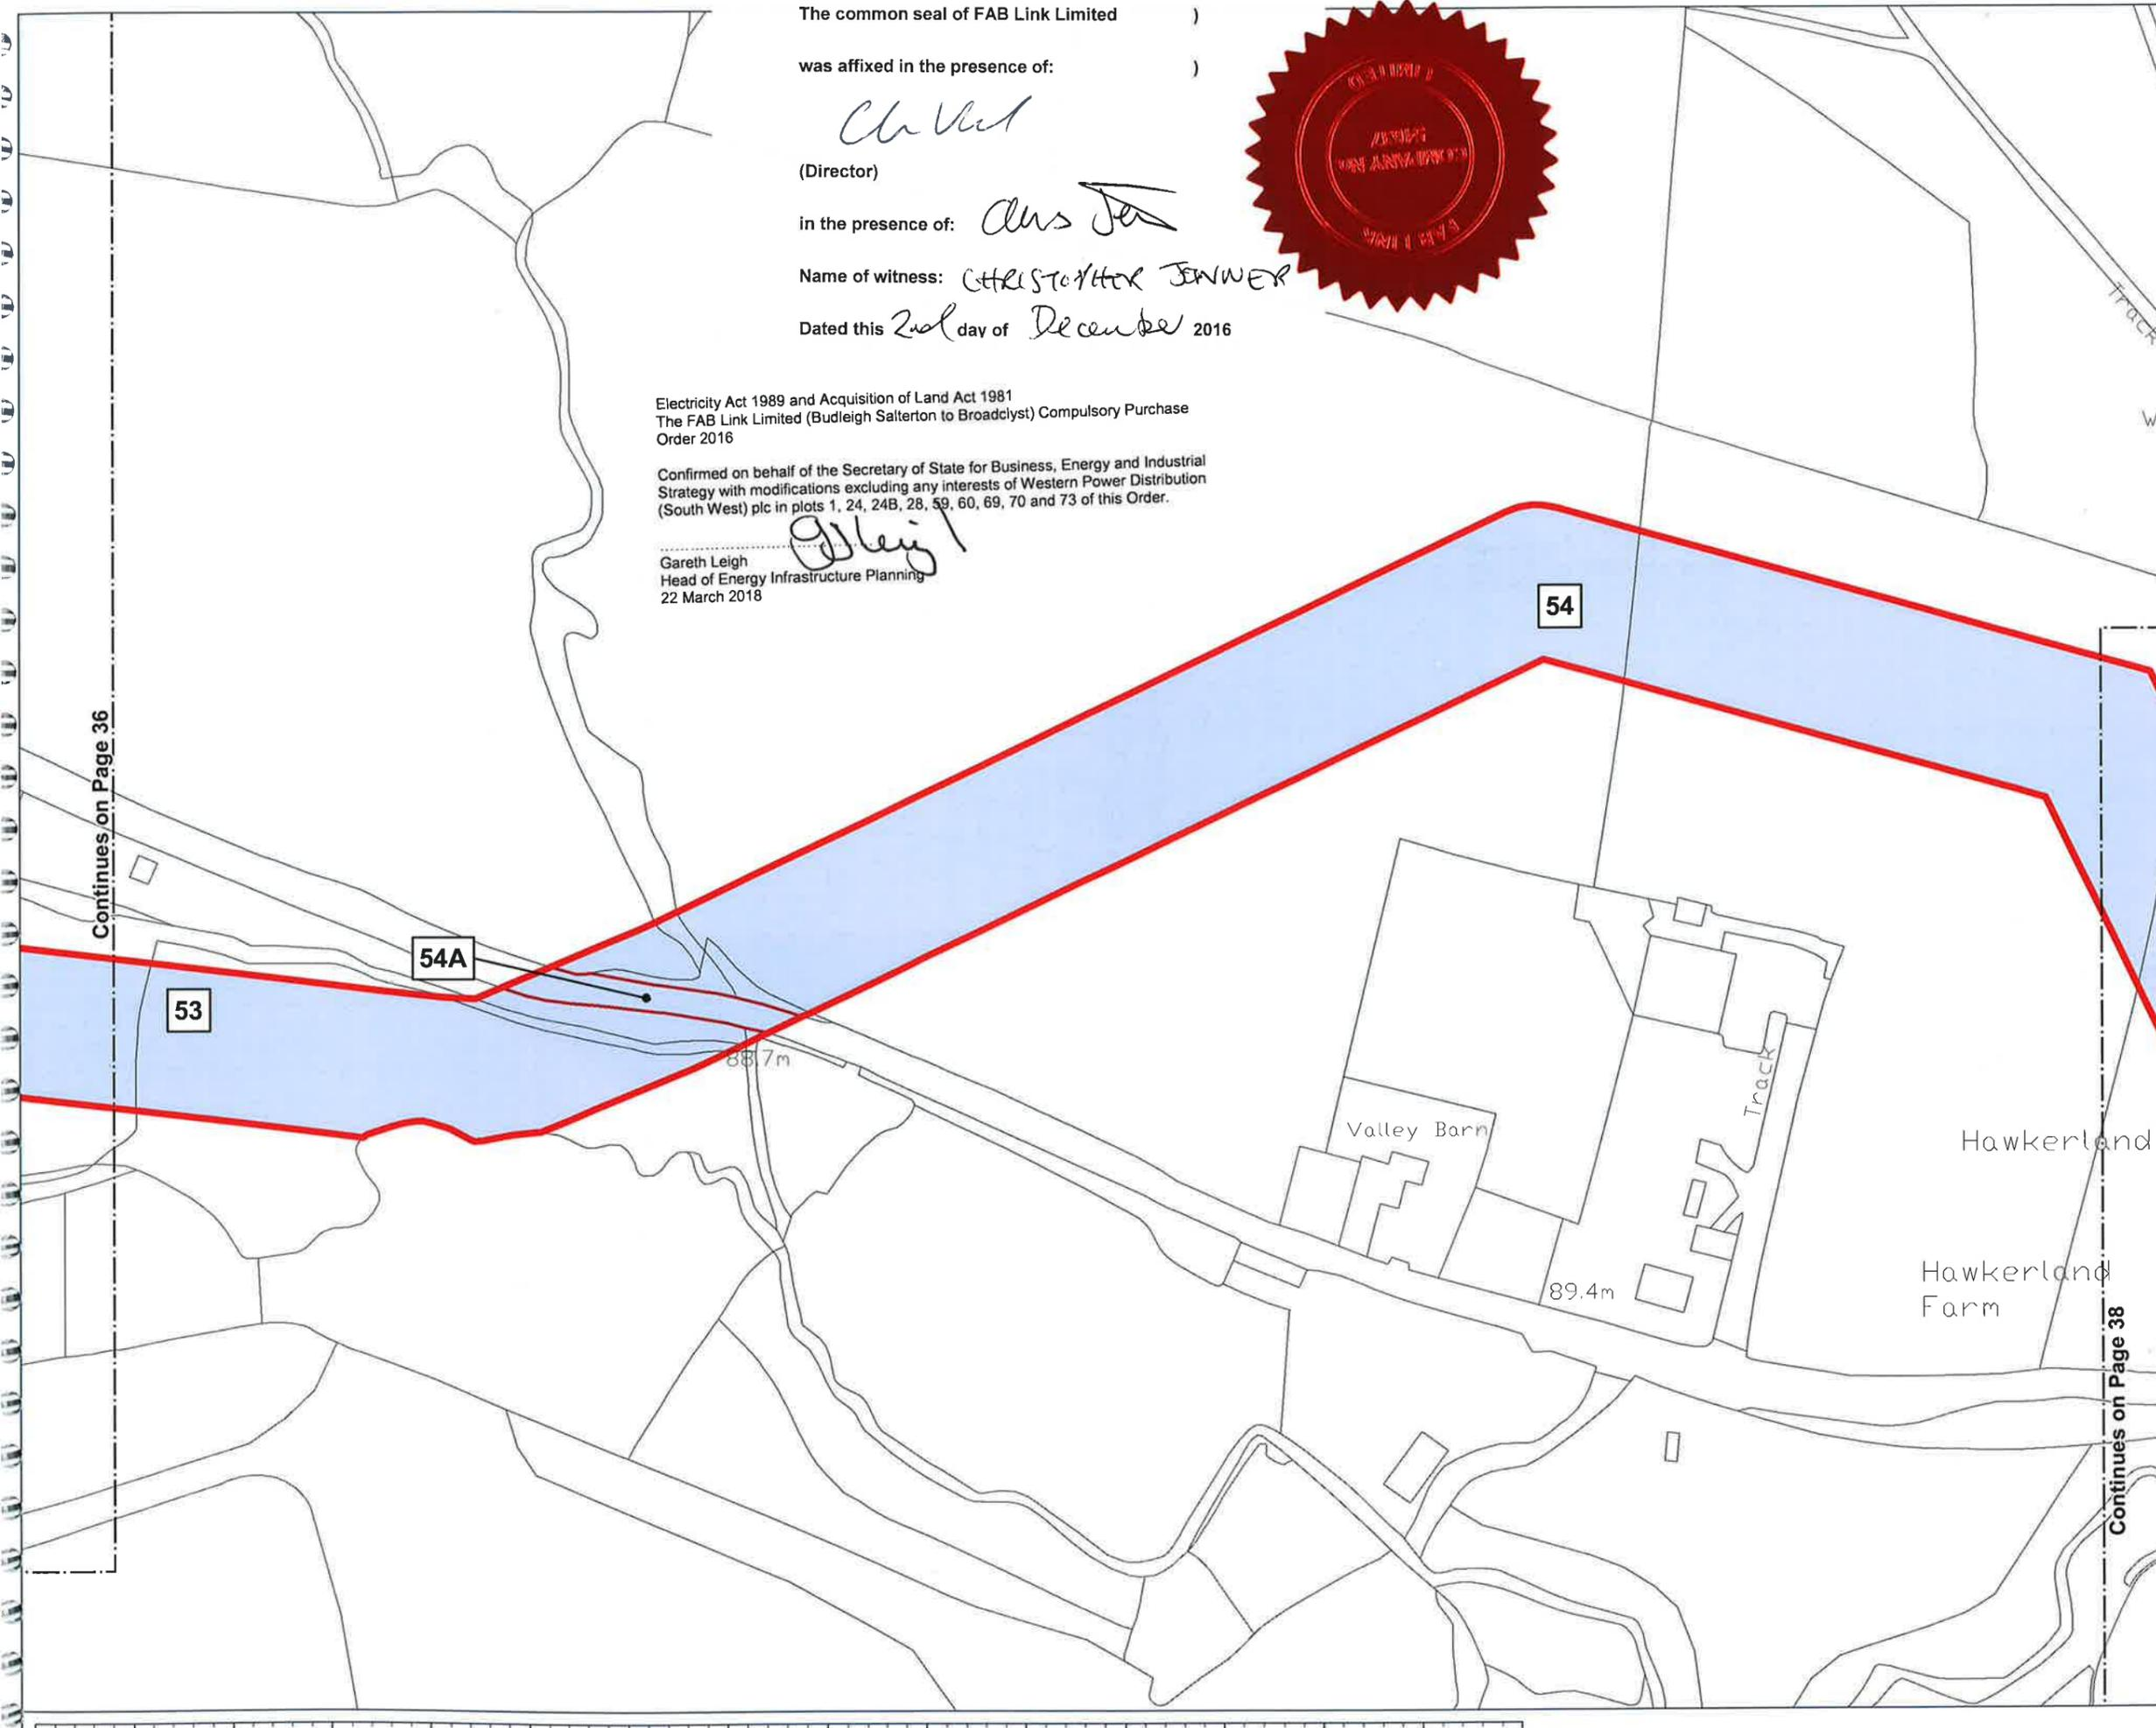 The common seal of FAB Link Limited )
was affixed in the presence of: )
(Director)
in the presence of:
Name of witness: CHRISTOPHER JENNER
Dated this 2nd day of December 2016
LIMITED
COMPANY NO
FAB LINK
Electricity Act 1989 and Acquisition of Land Act 1981
The FAB Link Limited (Budleigh Salterton to Broadclyst) Compulsory Purchase
Order 2016
Confirmed on behalf of the Secretary of State for Business, Energy and Industrial
Strategy with modifications excluding any interests of Western Power Distribution
(South West) plc in plots 1, 24, 24B, 28, 59, 60, 69, 70 and 73 of this Order.
Gareth Leigh
Head of Energy Infrastructure Planning
22 March 2018
Track
W
54
Continues on Page 36
54A
53
88.7m
Track
Valley Barn
Hawkerland
89.4m
Hawkerland
Farm
Continues on Page 38